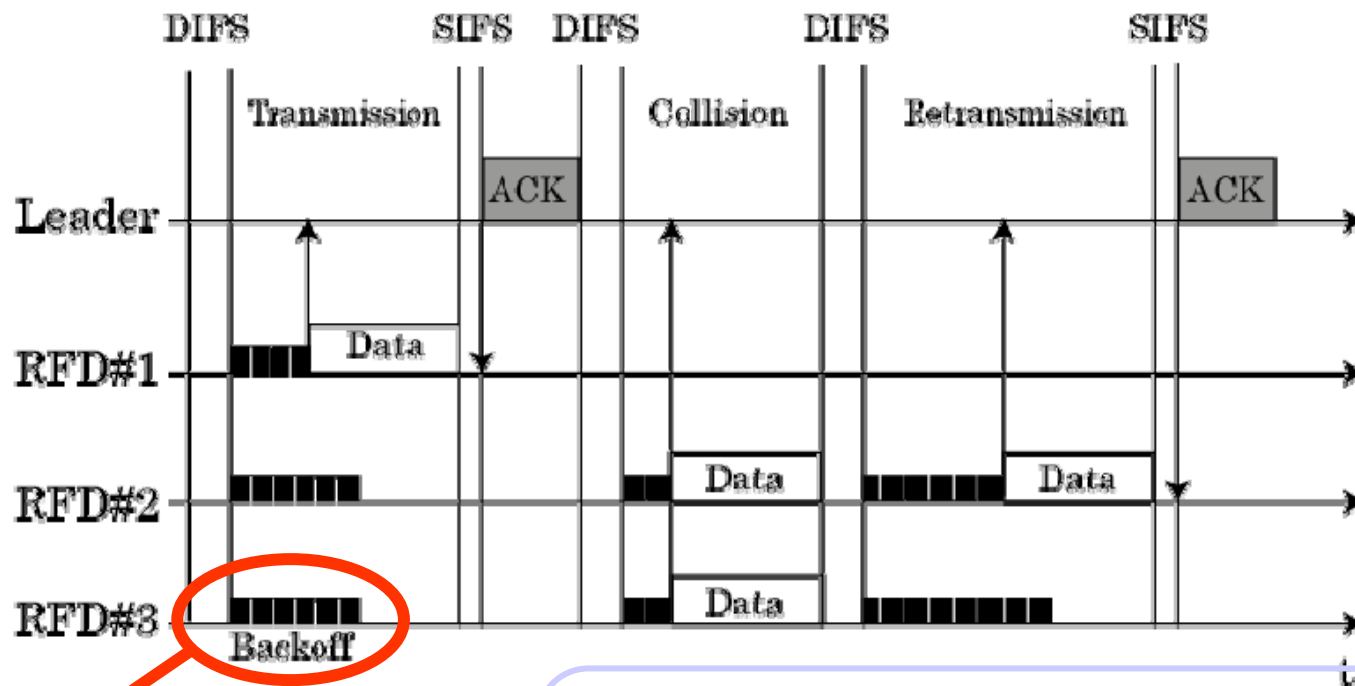 DIFS SIFS DIFS DIFS SIFS
Transmission Collision Retransmission
ACK ACK
Leader
Data
RFD#1
Data Data
RFD#2
Data
RFD#3
Backoff
t